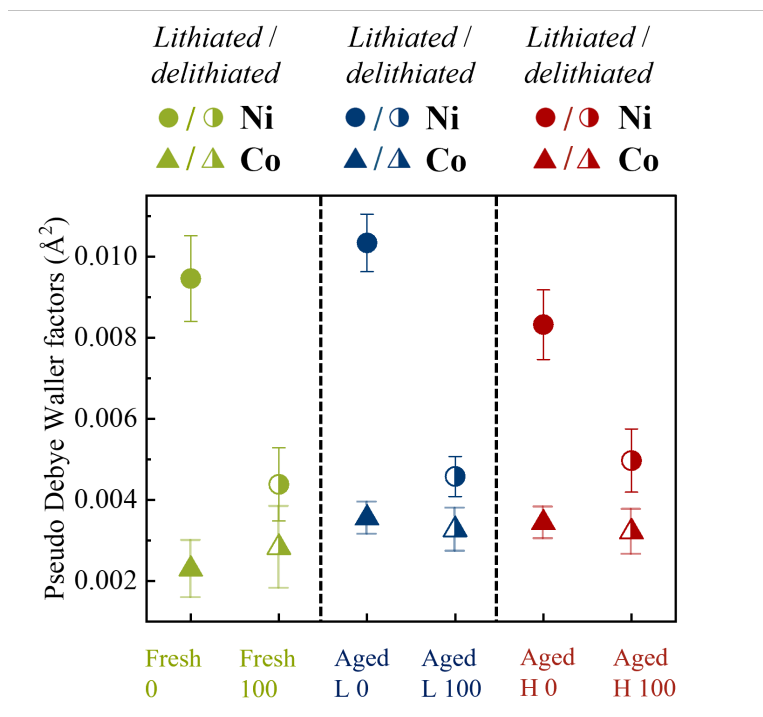 Lithiated /
delithiated
/ Ni
/ Co
Lithiated /
delithiated
/ Ni
/ Co
Lithiated /
delithiated
/ Ni
/ Co
Pseudo Debye Waller factors (Å²)
0.010
0.008
0.006
0.004
0.002
Fresh
0
Fresh
100
Aged
L 0
Aged
L 100
Aged
H 0
Aged
H 100